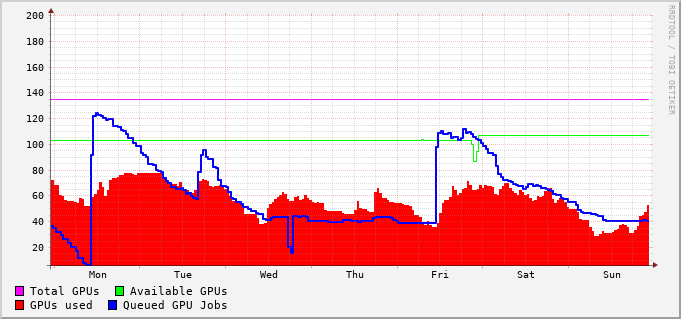 200
180
160
140
120
100
80
60
40
20
Mon Tue Wed Thu Fri Sat Sun
Total GPUs Available GPUs
GPUs used Queued GPU Jobs
RRDTOOL / TOBI OETIKER